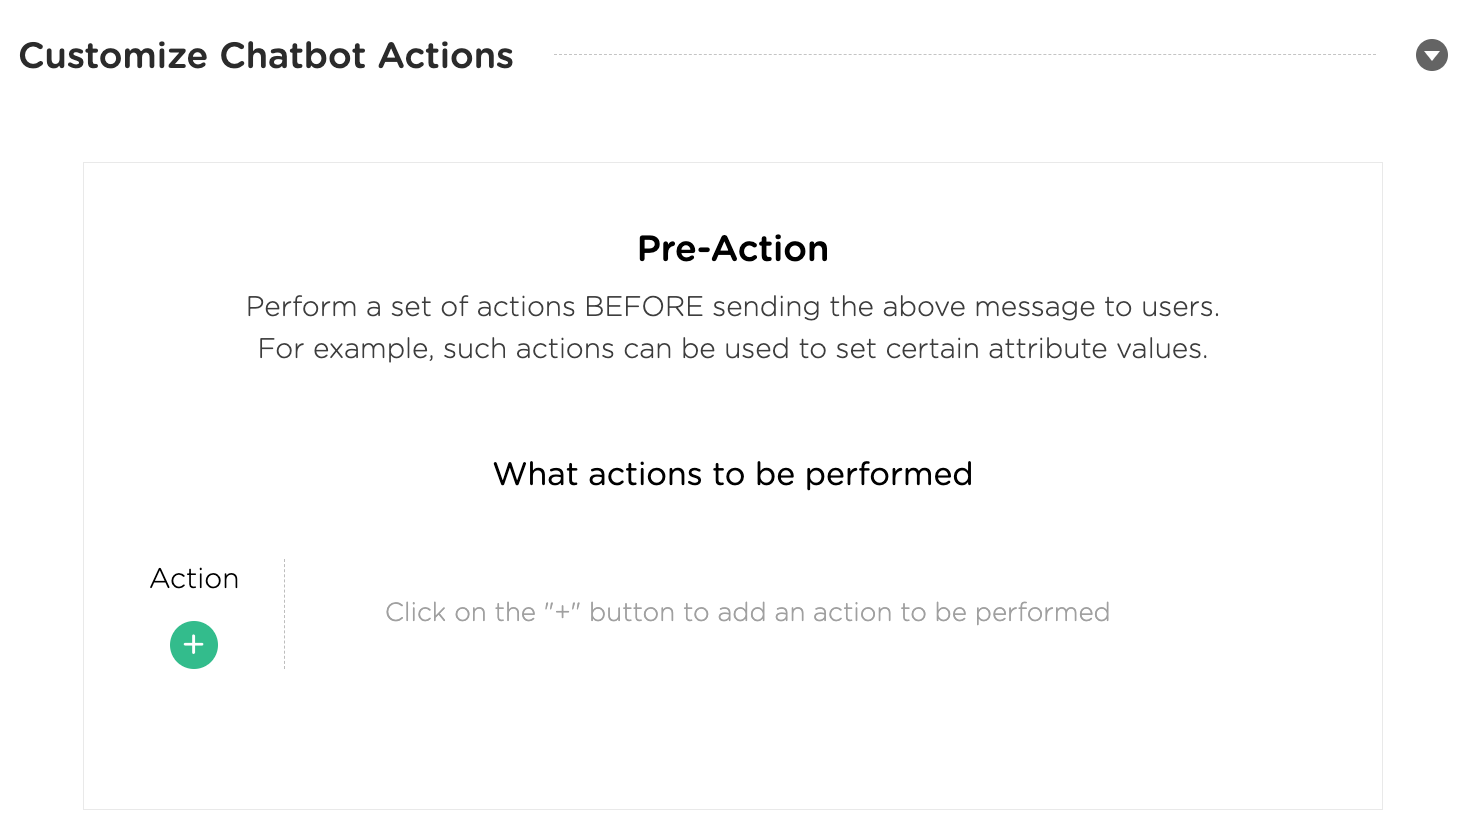 Customize Chatbot Actions
Pre-Action
Perform a set of actions BEFORE sending the above message to users.
For example, such actions can be used to set certain attribute values.
What actions to be performed
Action
Click on the "+" button to add an action to be performed
+